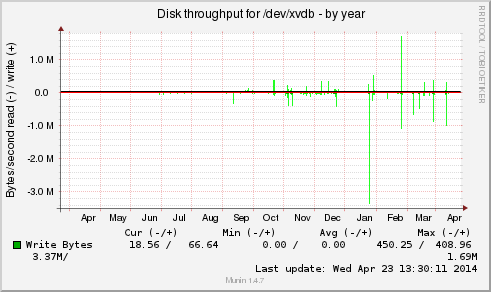 Disk throughput for /dev/xvdb - by year
RRDTOOL / TOBI OETIKER
Bytes/second read (-) / write (+)
1.0 M
0.0
-1.0 M
-2.0 M
-3.0 M
Apr May Jun Jul Aug Sep Oct Nov Dec Jan Feb Mar Apr
Cur (-/+) Min (-/+) Avg (-/+) Max (-/+)
Write Bytes 18.56 / 66.64 0.00 / 0.00 450.25 / 408.96
3.37M/ 1.69M
Last update: Wed Apr 23 13:30:11 2014
Munin 1.4.7